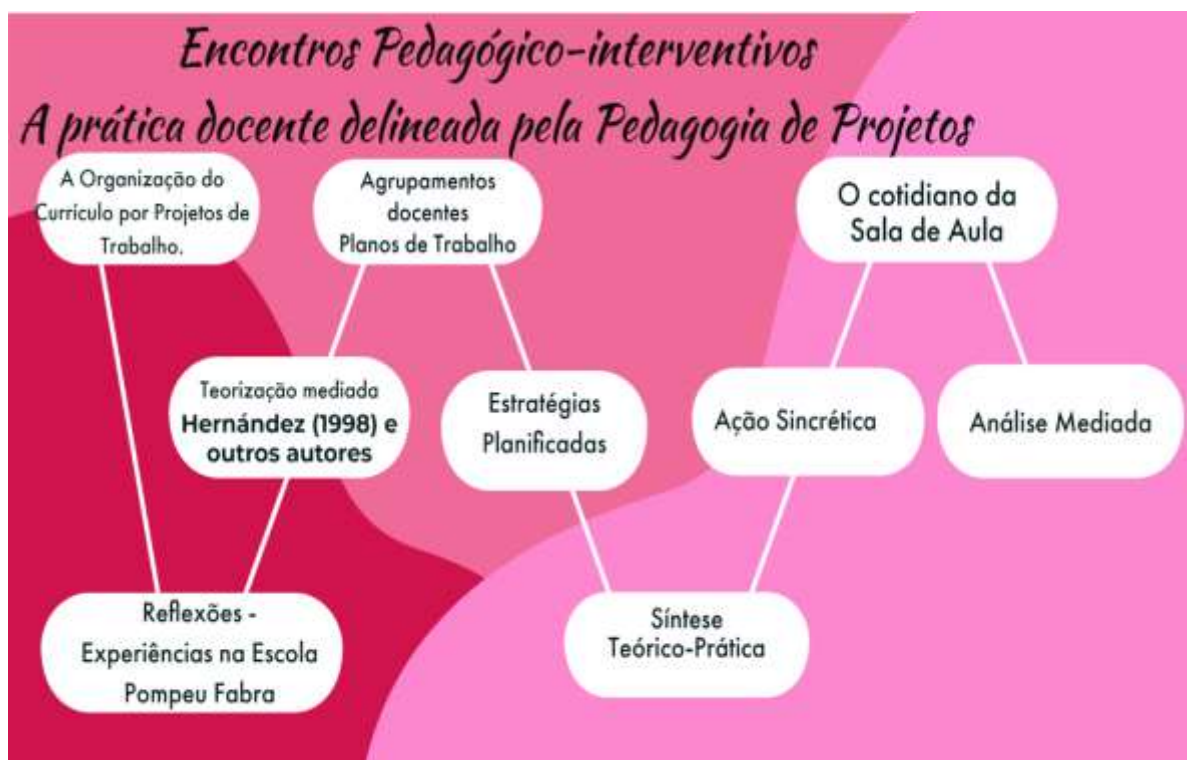 Encontros Pedagógico-interventivos
A prática docente delineada pela Pedagogia de Projetos
A Organização do
Currículo por Projetos de
Trabalho.
Agrupamentos
docentes
Planos de Trabalho
O cotidiano da
Sala de Aula
Teorização mediada
Hernández (1998) e
outros autores
Estratégias
Planificadas
Ação Sincrética
Análise Mediada
Reflexões -
Experiências na Escola
Pompeu Fabra
Síntese
Teórico-Prática